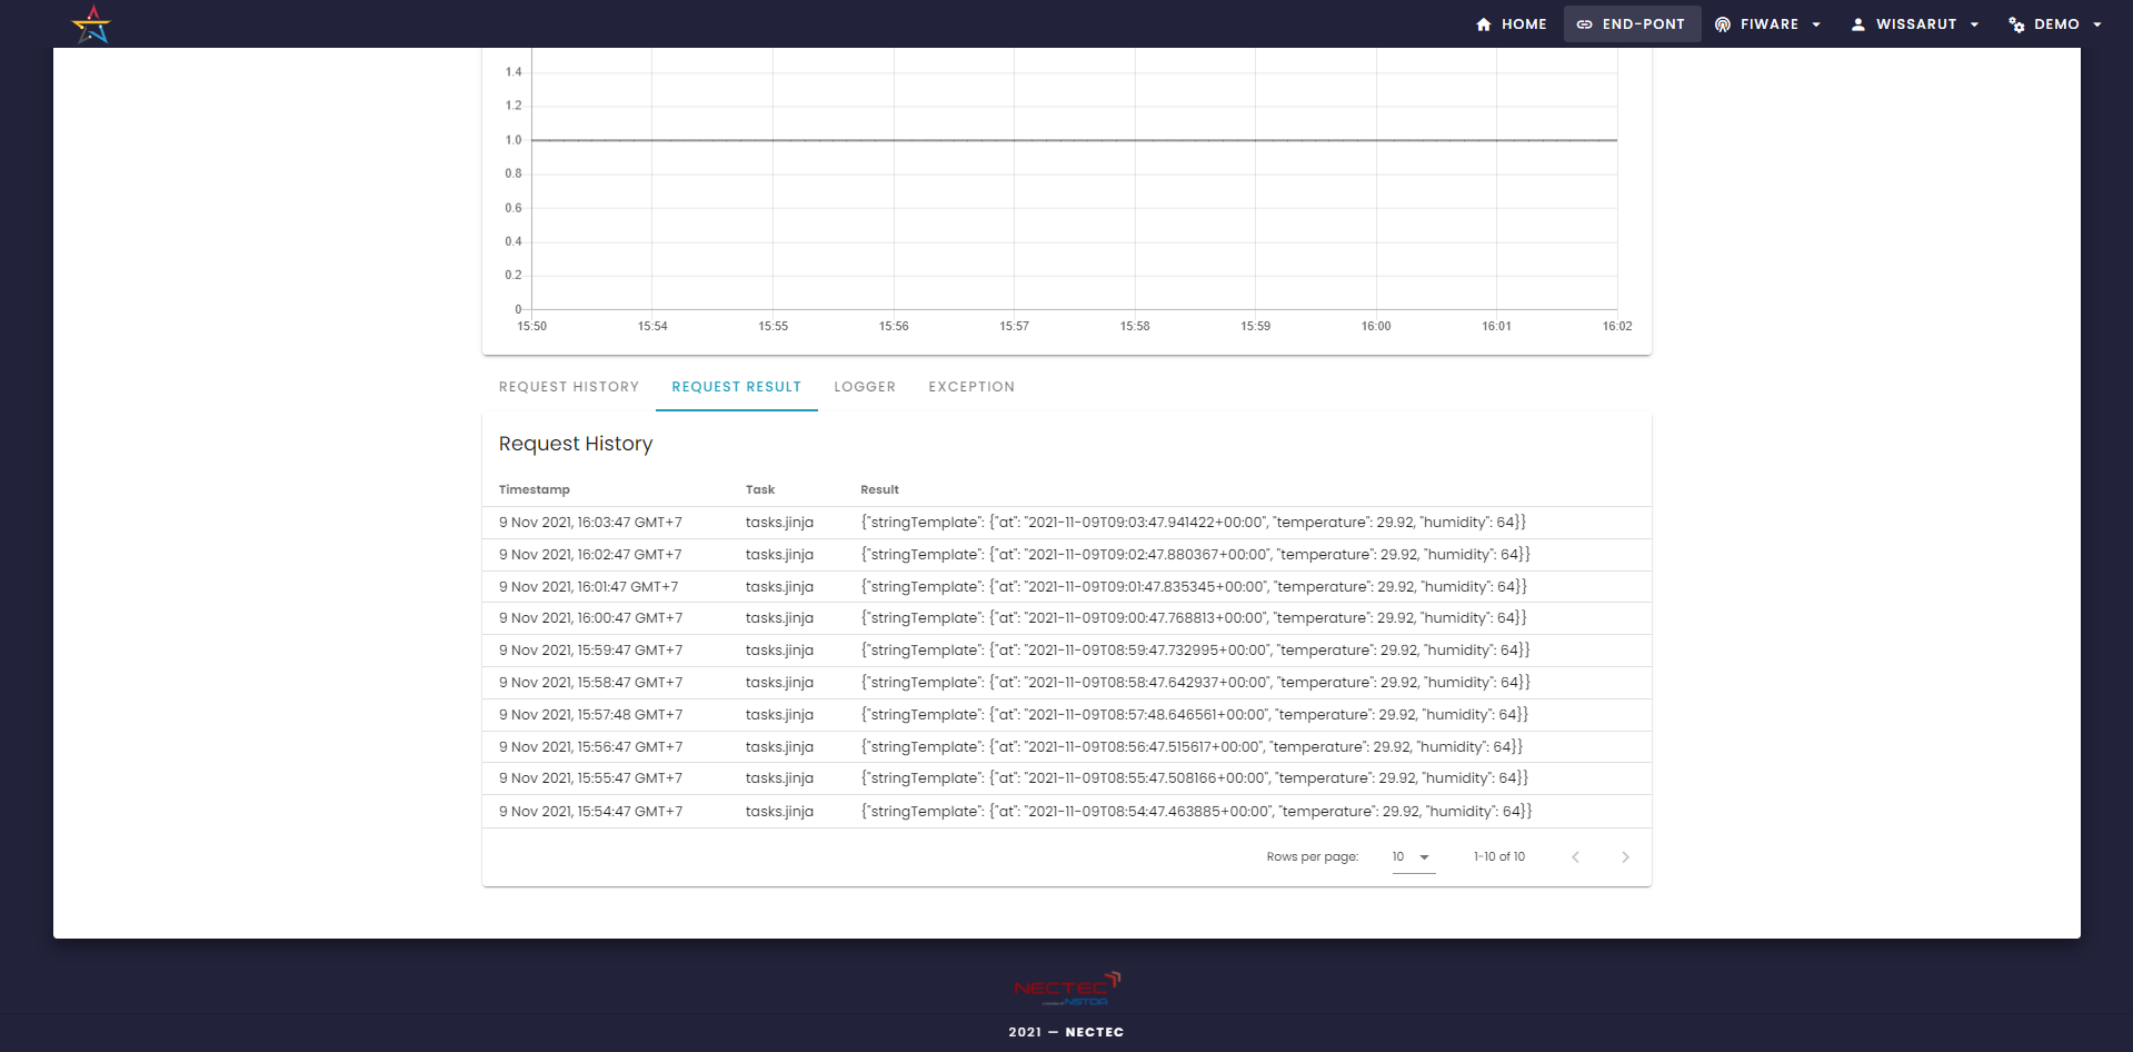 HOME END-PONT FIWARE WISSARUT DEMO
1.4
1.2
1.0
0.8
0.6
0.4
0.2
0
15:50 15:54 15:55 15:56 15:57 15:58 15:59 16:00 16:01 16:02
REQUEST HISTORY REQUEST RESULT LOGGER EXCEPTION
Request History
Timestamp Task Result
9 Nov 2021, 16:03:47 GMT+7 tasks.jinja {"stringTemplate": {"at": "2021-11-09T09:03:47.941422+00:00", "temperature": 29.92, "humidity": 64}}
9 Nov 2021, 16:02:47 GMT+7 tasks.jinja {"stringTemplate": {"at": "2021-11-09T09:02:47.880367+00:00", "temperature": 29.92, "humidity": 64}}
9 Nov 2021, 16:01:47 GMT+7 tasks.jinja {"stringTemplate": {"at": "2021-11-09T09:01:47.835345+00:00", "temperature": 29.92, "humidity": 64}}
9 Nov 2021, 16:00:47 GMT+7 tasks.jinja {"stringTemplate": {"at": "2021-11-09T09:00:47.768813+00:00", "temperature": 29.92, "humidity": 64}}
9 Nov 2021, 15:59:47 GMT+7 tasks.jinja {"stringTemplate": {"at": "2021-11-09T08:59:47.732995+00:00", "temperature": 29.92, "humidity": 64}}
9 Nov 2021, 15:58:47 GMT+7 tasks.jinja {"stringTemplate": {"at": "2021-11-09T08:58:47.642937+00:00", "temperature": 29.92, "humidity": 64}}
9 Nov 2021, 15:57:48 GMT+7 tasks.jinja {"stringTemplate": {"at": "2021-11-09T08:57:48.646561+00:00", "temperature": 29.92, "humidity": 64}}
9 Nov 2021, 15:56:47 GMT+7 tasks.jinja {"stringTemplate": {"at": "2021-11-09T08:56:47.515617+00:00", "temperature": 29.92, "humidity": 64}}
9 Nov 2021, 15:55:47 GMT+7 tasks.jinja {"stringTemplate": {"at": "2021-11-09T08:55:47.508166+00:00", "temperature": 29.92, "humidity": 64}}
9 Nov 2021, 15:54:47 GMT+7 tasks.jinja {"stringTemplate": {"at": "2021-11-09T08:54:47.463885+00:00", "temperature": 29.92, "humidity": 64}}
Rows per page: 10 1-10 of 10
NECTEC
NSTDA
2021 — NECTEC